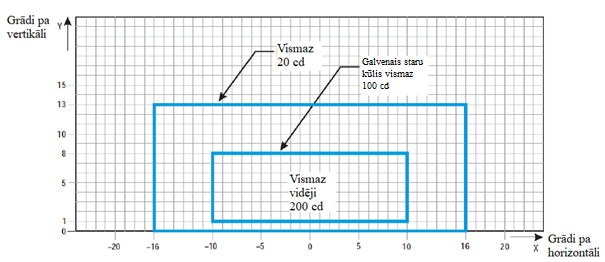 Grādi pa
vertikāli
Y
Vismaz
20 cd
Galvenais staru
kūlis vismaz
100 cd
15
13
10
8
5
1
0
Vismaz
vidēji
200 cd
-20
-16
-10
-5
0
10
16
20
X
Grādi pa
horizontāli
5